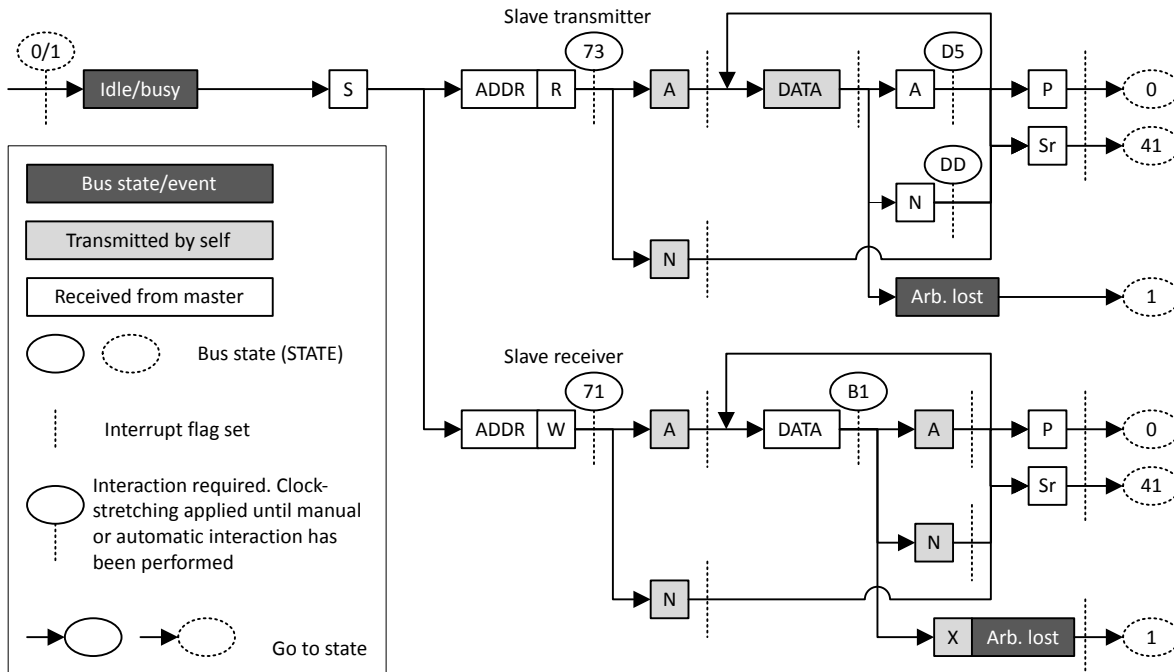 Slave transmitter
0/1
73
D5
Idle/busy
S
ADDR
R
A
DATA
A
P
0
Sr
41
DD
N
N
Arb. lost
1
Bus state/event
Transmitted by self
Received from master
Bus state (STATE)
Interrupt flag set
Interaction required. Clock-
stretching applied until manual
or automatic interaction has
been performed
Go to state
Slave receiver
71
B1
ADDR
W
A
DATA
A
P
0
Sr
41
N
N
X
Arb. lost
1